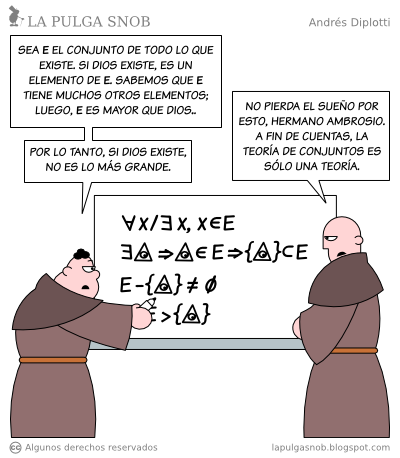 LA PULGA SNOB
Andrés Diplotti
SEA E EL CONJUNTO DE TODO LO QUE
EXISTE. SI DIOS EXISTE, ES UN
ELEMENTO DE E. SABEMOS QUE E
TIENE MUCHOS OTROS ELEMENTOS;
LUEGO, E ES MAYOR QUE DIOS..
POR LO TANTO, SI DIOS EXISTE,
NO ES LO MÁS GRANDE.
NO PIERDA EL SUEÑO POR
ESTO, HERMANO AMBROSIO.
A FIN DE CUENTAS, LA
TEORÍA DE CONJUNTOS ES
SÓLO UNA TEORÍA.
∀x/∃x, x∈E
∃⟁⇒⟁∈E⇒{⟁}⊂E
E-{⟁}≠∅
E>{⟁}
cc Algunos derechos reservados
lapulgasnob.blogspot.com